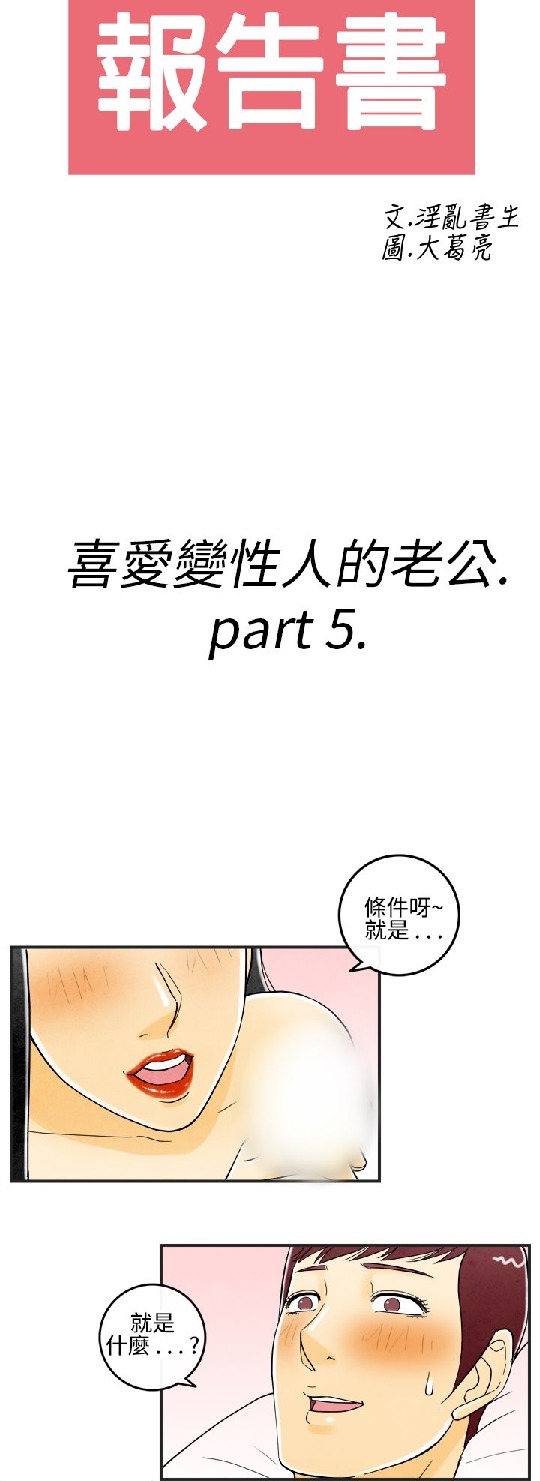 報告書
文.淫亂書生
圖.大葛亮
喜愛變性人的老公.
part 5.
條件呀~
就是...
就是
什麼...?